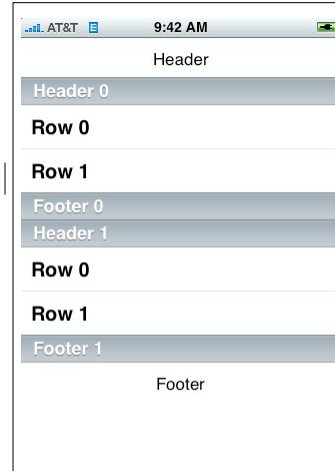 AT&T E 9:42 AM
Header
Header 0
Row 0
Row 1
Footer 0
Header 1
Row 0
Row 1
Footer 1
Footer